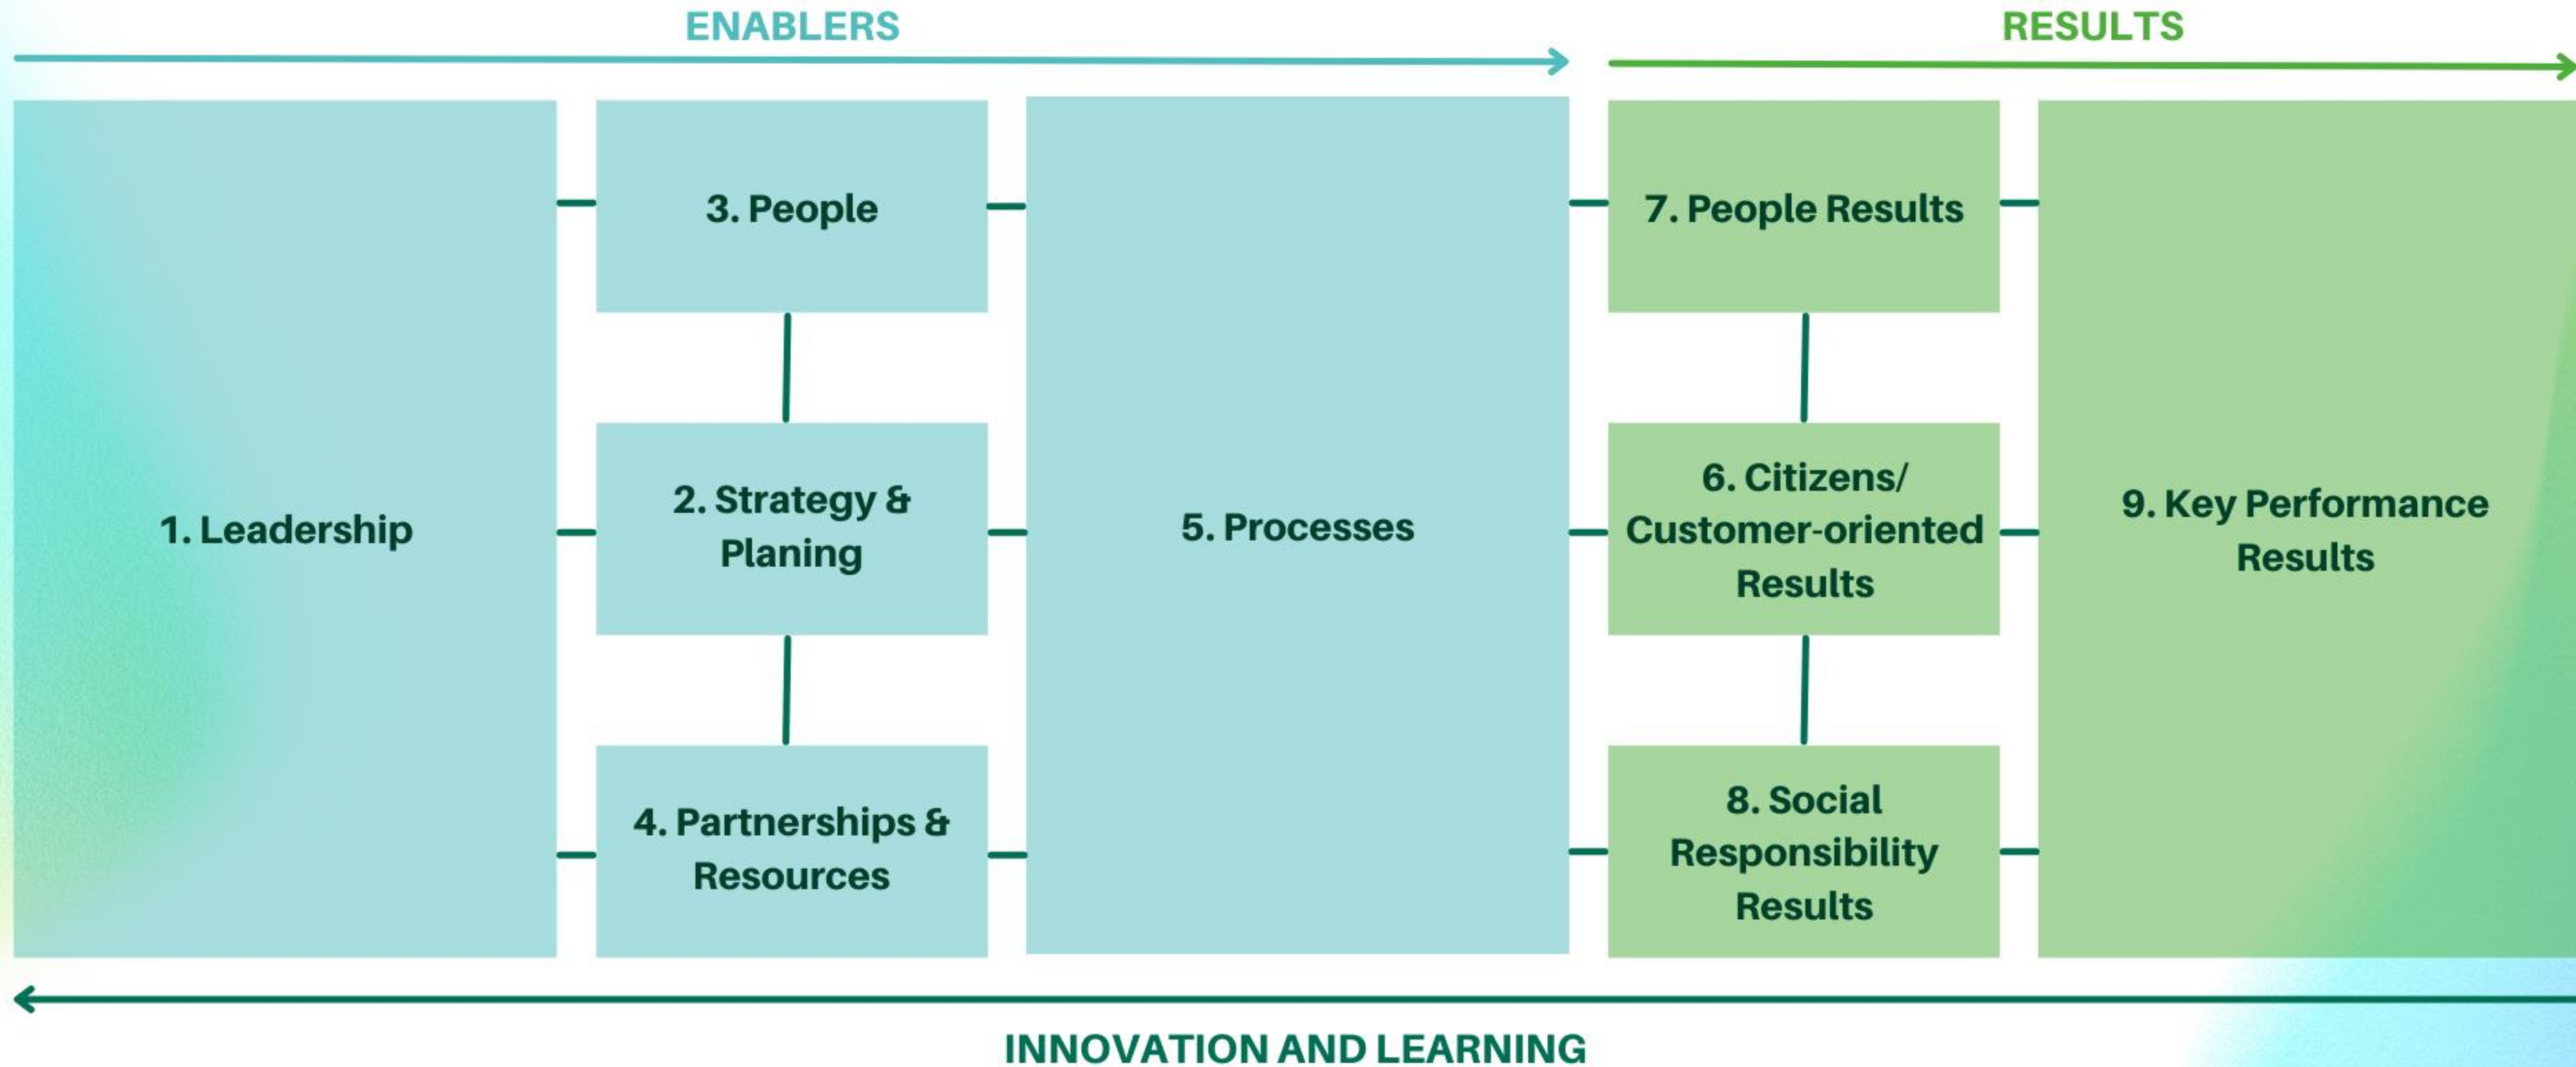 ENABLERS
RESULTS
1. Leadership
3. People
2. Strategy &
Planing
4. Partnerships &
Resources
5. Processes
7. People Results
6. Citizens/
Customer-oriented
Results
8. Social
Responsibility
Results
9. Key Performance
Results
INNOVATION AND LEARNING